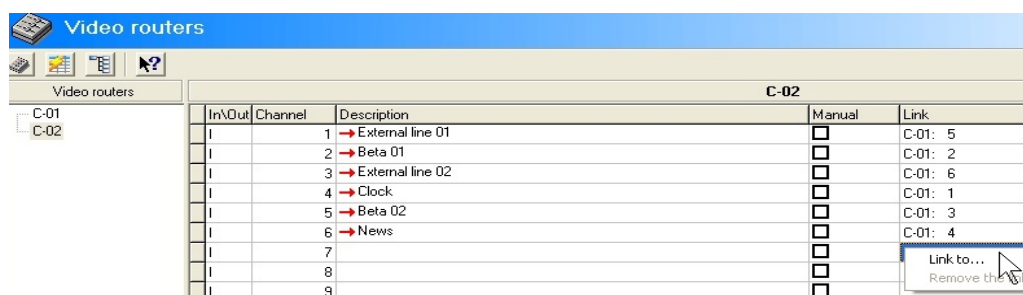 Video routers
Video routers C-02
C-01
C-02
In\Out Channel Description Manual Link
I 1 External line 01 C-01: 5
I 2 Beta 01 C-01: 2
I 3 External line 02 C-01: 6
I 4 Clock C-01: 1
I 5 Beta 02 C-01: 3
I 6 News C-01: 4
I 7
I 8
I 9
Link to...
Remove the